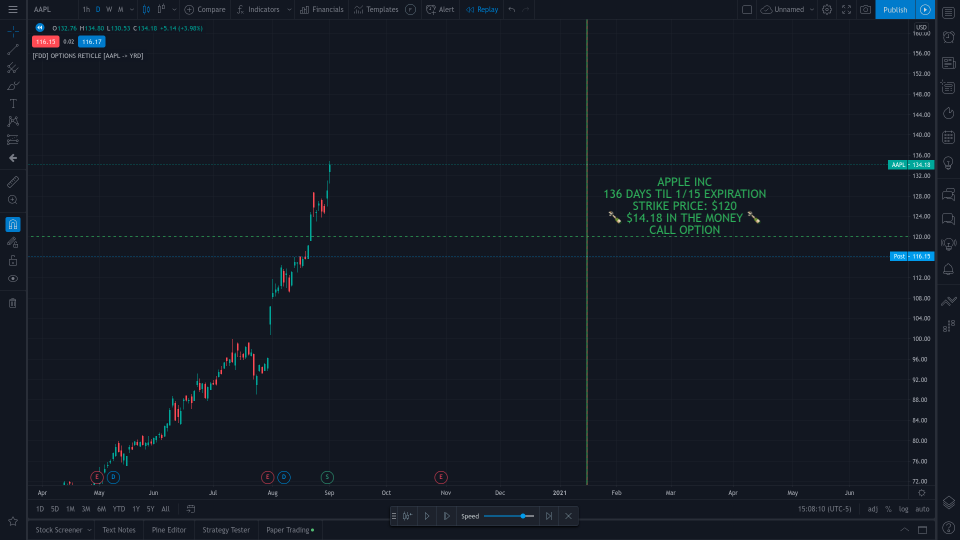 AAPL
1h D W M
Compare
Indicators
Financials
Templates
Alert
Replay
Unnamed
Publish
O132.76 H134.80 L130.53 C134.18 +5.14 (+3.98%)
USD
116.15 0.02 116.17
[FDD] OPTIONS RETICLE [AAPL -= YRD]
160.00
156.00
152.00
148.00
144.00
140.00
136.00
AAPL 134.18
132.00
128.00
124.00
120.00
Post 116.15
112.00
108.00
104.00
100.00
96.00
92.00
88.00
84.00
80.00
76.00
72.00
APPLE INC
136 DAYS TIL 1/15 EXPIRATION
STRIKE PRICE: $120
$14.18 IN THE MONEY
CALL OPTION
E D E D S E
Apr May Jun Jul Aug Sep Oct Nov Dec 2021 Feb Mar Apr May Jun
1D 5D 1M 3M 6M YTD 1Y 5Y All
15:08:10 (UTC-5) adj % log auto
Speed
Stock Screener Text Notes Pine Editor Strategy Tester Paper Trading